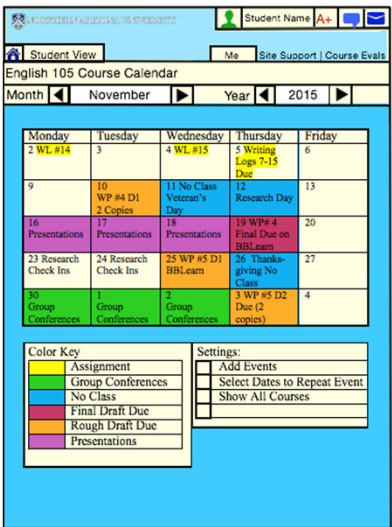 NORTHERN ARIZONA UNIVERSITY
Student Name A+
Student View
Me Site Support | Course Evals
English 105 Course Calendar
Month November Year 2015
Monday Tuesday Wednesday Thursday Friday
2 WL #14 3 4 WL #15 5 Writing Logs 7-15 Due 6
9 10 WP #4 D1 2 Copies 11 No Class Veteran's Day 12 Research Day 13
16 Presentations 17 Presentations 18 Presentations 19 WP# 4 Final Due on BBLearn 20
23 Research Check Ins 24 Research Check Ins 25 WP #5 D1 BBLearn 26 Thanks-giving No Class 27
30 Group Conferences 1 Group Conferences 2 Group Conferences 3 WP #5 D2 Due (2 copies) 4
Color Key
Assignment
Group Conferences
No Class
Final Draft Due
Rough Draft Due
Presentations
Settings:
Add Events
Select Dates to Repeat Event
Show All Courses